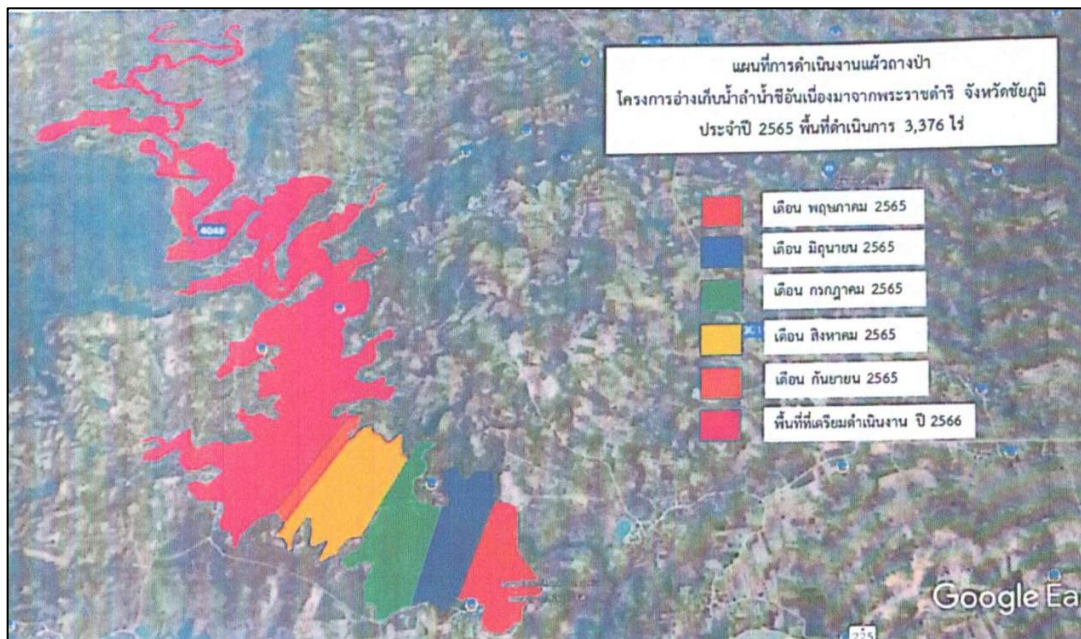 แผนที่การดำเนินงานแผ้วถางป่า
โครงการอ่างเก็บน้ำลำน้ำชีอันเนื่องมาจากพระราชดำริ จังหวัดชัยภูมิ
ประจำปี 2565 พื้นที่ดำเนินการ 3,376 ไร่
เดือน พฤษภาคม 2565
เดือน มิถุนายน 2565
เดือน กรกฎาคม 2565
เดือน สิงหาคม 2565
เดือน กันยายน 2565
พื้นที่ที่เตรียมดำเนินงาน ปี 2566
4048
Google Ea
225